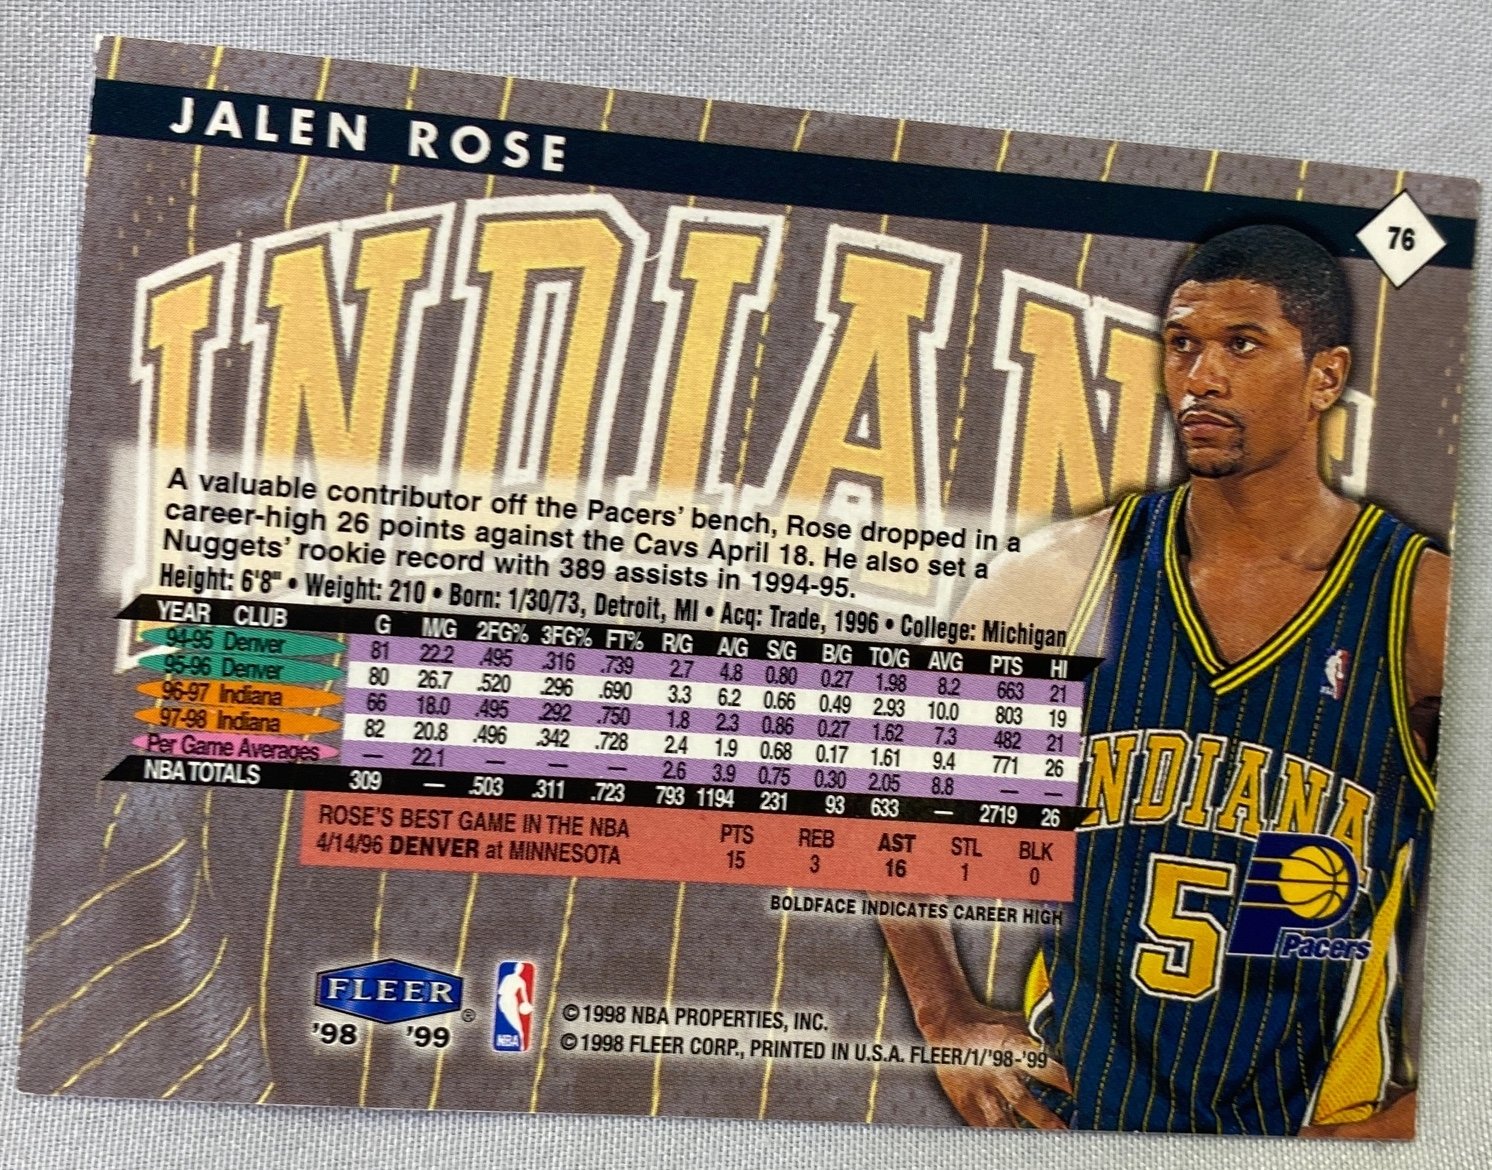 JALEN ROSE
76
INDIANA
A valuable contributor off the Pacers' bench, Rose dropped in a
career-high 26 points against the Cavs April 18. He also set a
Nuggets' rookie record with 389 assists in 1994-95.
Height: 6'8" • Weight: 210 • Born: 1/30/73, Detroit, MI • Acq: Trade, 1996 • College: Michigan
YEAR CLUB G M/G 2FG% 3FG% FT% R/G A/G S/G B/G TO/G AVG PTS HI
94-95 Denver 81 22.2 .495 .316 .739 2.7 4.8 0.80 0.27 1.98 8.2 663 21
95-96 Denver 80 26.7 .520 .296 .690 3.3 6.2 0.66 0.49 2.93 10.0 803 19
96-97 Indiana 66 18.0 .495 .292 .750 1.8 2.3 0.86 0.27 1.62 7.3 482 21
97-98 Indiana 82 20.8 .496 .342 .728 2.4 1.9 0.68 0.17 1.61 9.4 771 26
Per Game Averages — 22.1 — — — 2.6 3.9 0.75 0.30 2.05 8.8 — —
NBA TOTALS 309 — .503 .311 .723 793 1194 231 93 633 — 2719 26
ROSE'S BEST GAME IN THE NBA PTS REB AST STL BLK
4/14/96 DENVER at MINNESOTA 15 3 16 1 0
BOLDFACE INDICATES CAREER HIGH
INDIANA
5
Pacers
FLEER®
'98 '99
NBA
©1998 NBA PROPERTIES, INC.
©1998 FLEER CORP., PRINTED IN U.S.A. FLEER/1/'98-'99